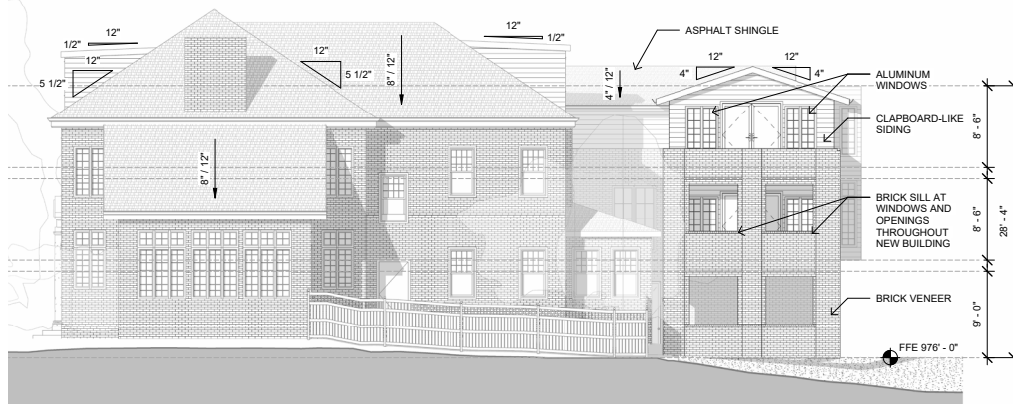 12"
1/2"
12"
5 1/2"
12"
5 1/2"
8" / 12"
8" / 12"
12"
1/2"
ASPHALT SHINGLE
4" / 12"
12"
4"
12"
4"
ALUMINUM
WINDOWS
CLAPBOARD-LIKE
SIDING
BRICK SILL AT
WINDOWS AND
OPENINGS
THROUGHOUT
NEW BUILDING
BRICK VENEER
8' - 6"
8' - 6"
9' - 0"
28' - 4"
FFE 976' - 0"